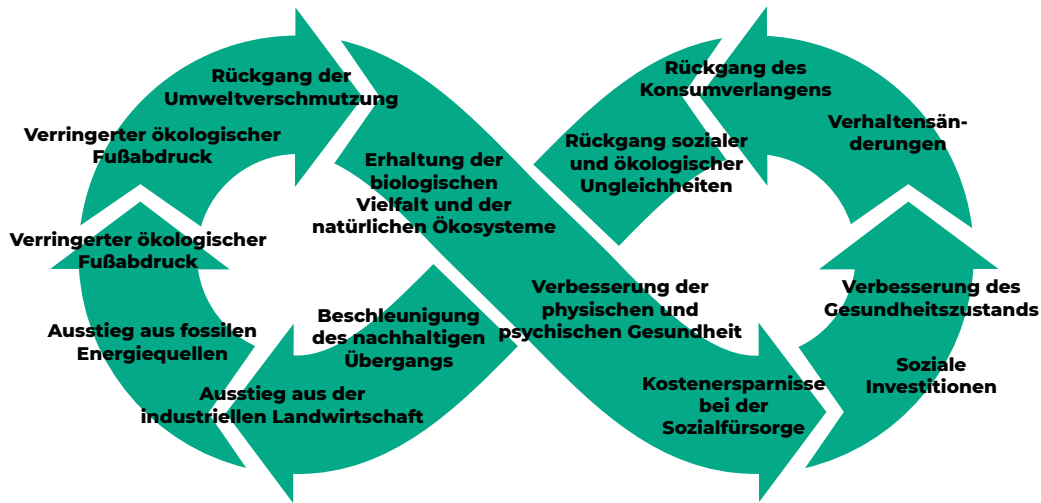 Rückgang der
Umweltverschmutzung
Verringerter ökologischer
Fußabdruck
Verringerter ökologischer
Fußabdruck
Ausstieg aus fossilen
Energiequellen
Ausstieg aus der
industriellen Landwirtschaft
Beschleunigung
des nachhaltigen
Übergangs
Erhaltung der
biologischen
Vielfalt und der
natürlichen Ökosysteme
Verbesserung der
physischen und
psychischen Gesundheit
Kostenersparnisse
bei der
Sozialfürsorge
Soziale
Investitionen
Verbesserung des
Gesundheitszustands
Verhaltensän-
derungen
Rückgang des
Konsumverlangens
Rückgang sozialer
und ökologischer
Ungleichheiten